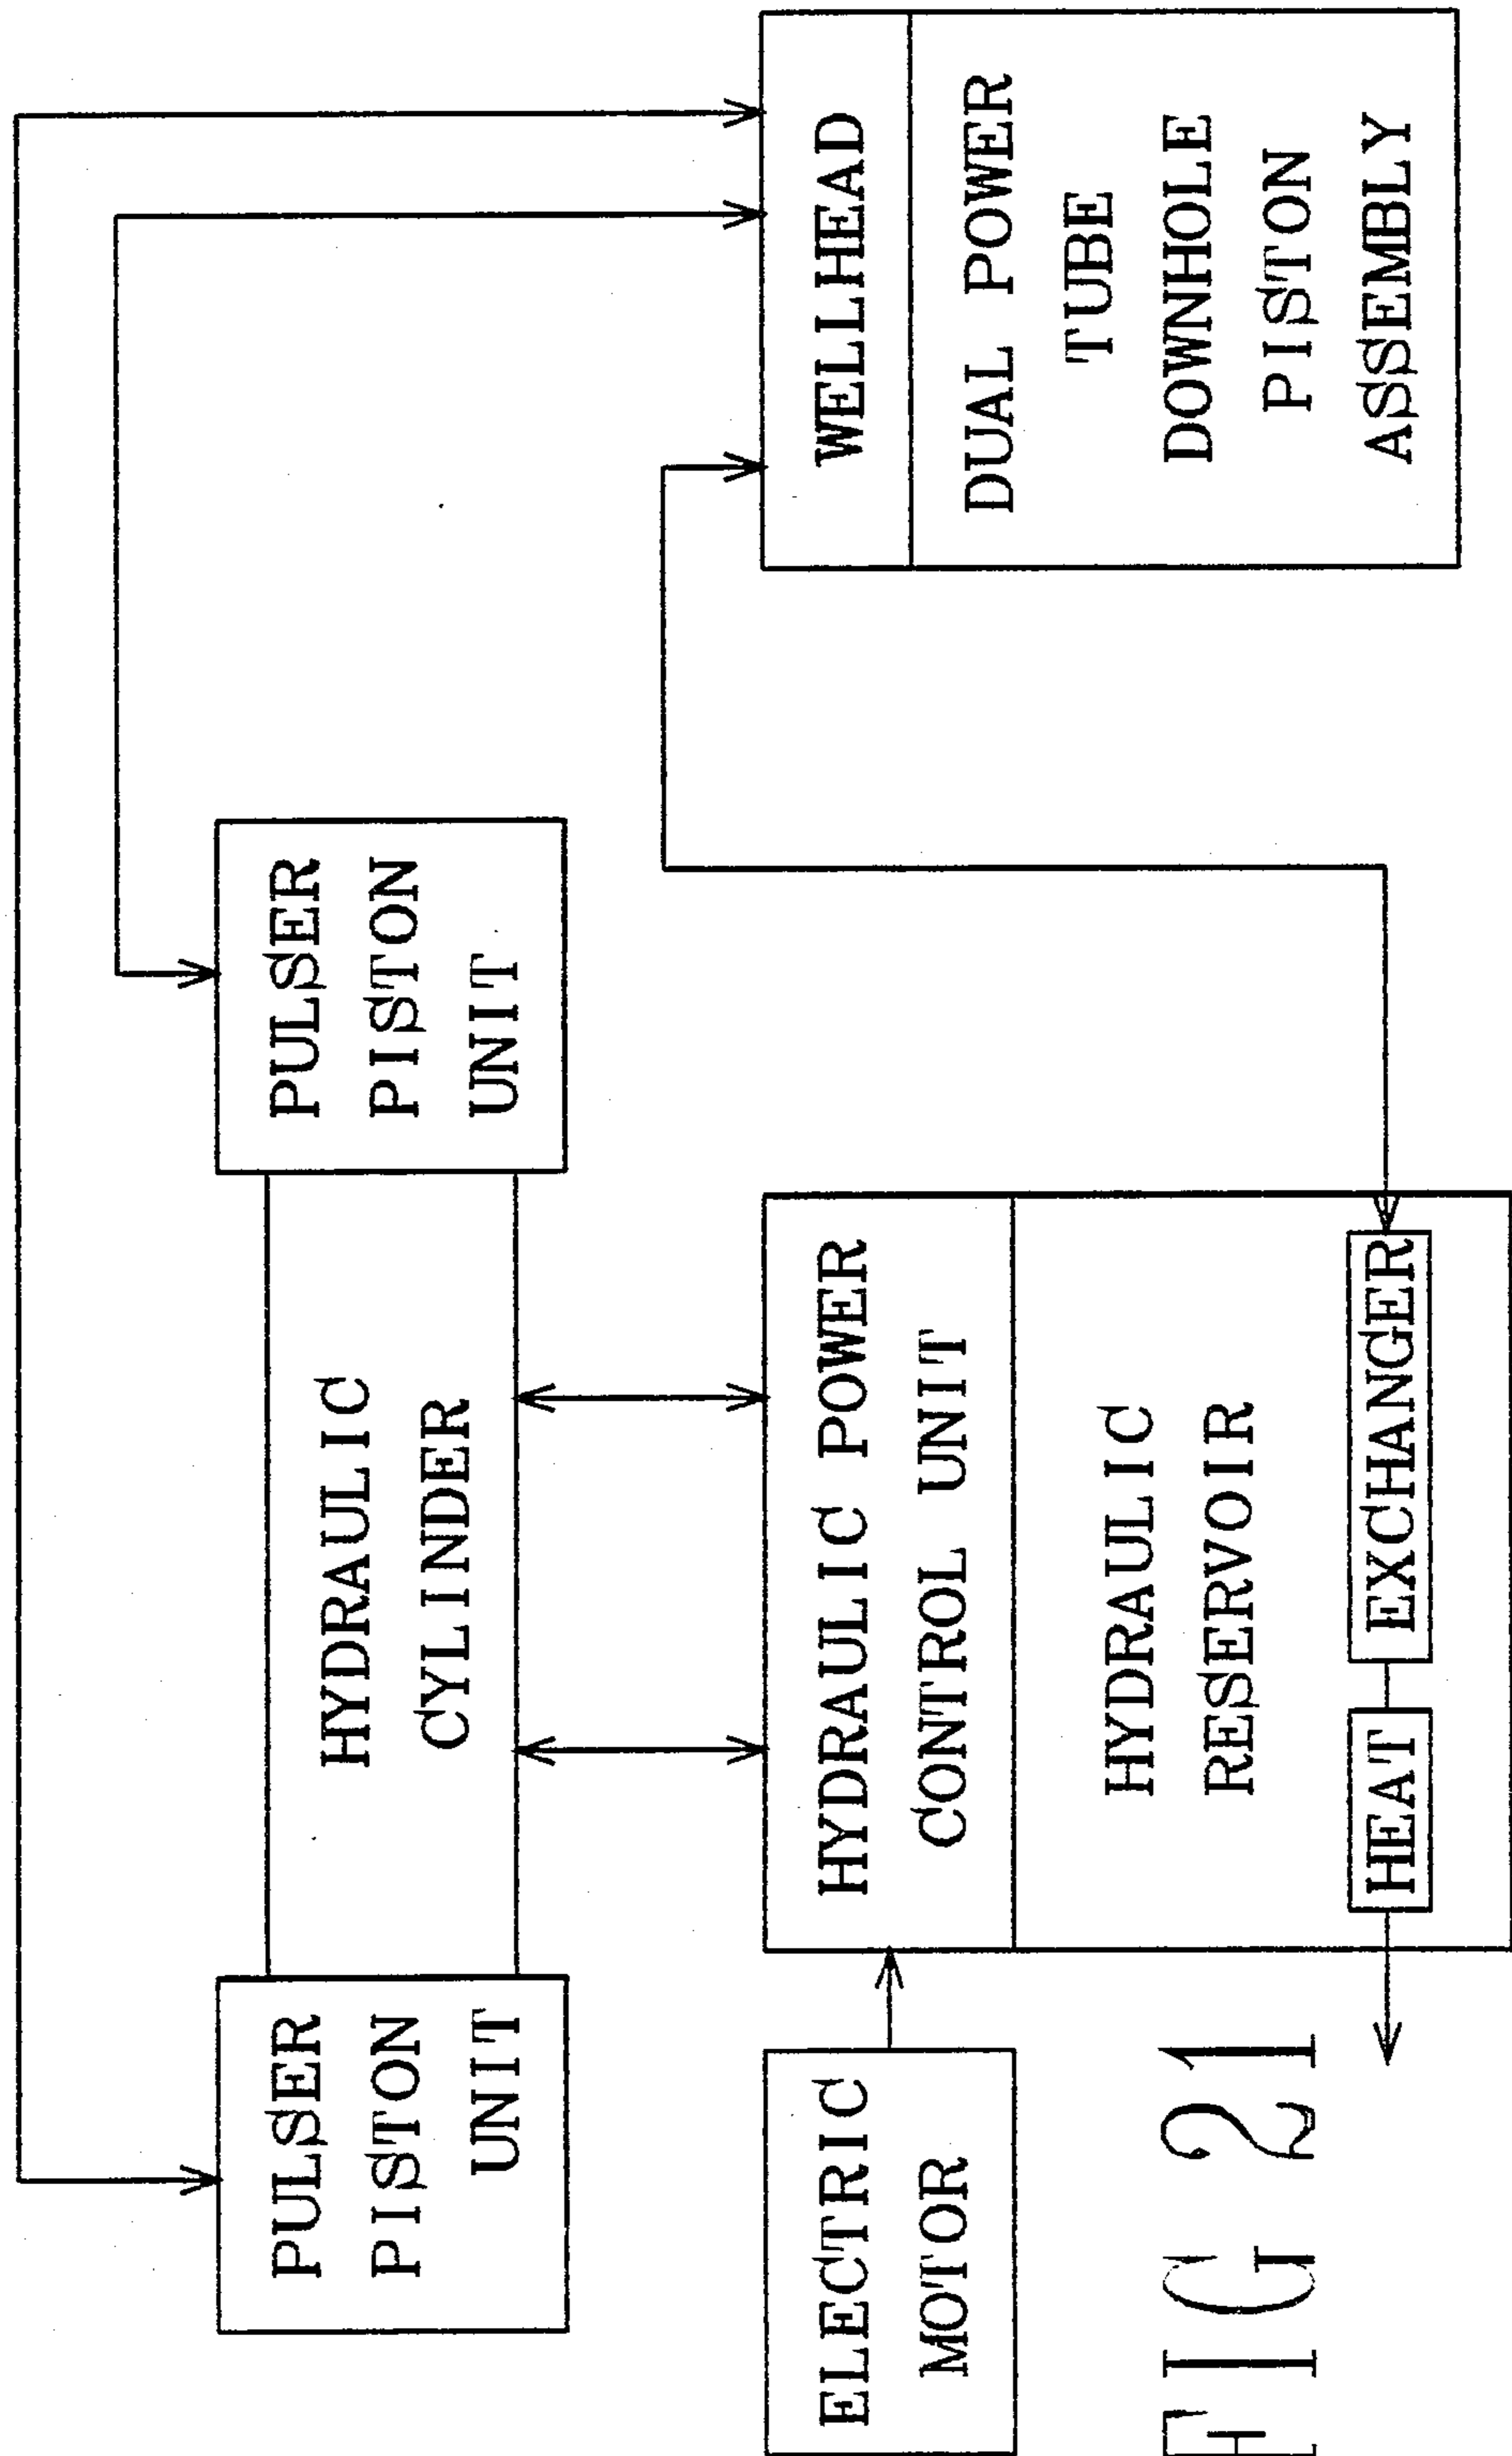 PULSER
PISTON
UNIT
HYDRAULIC
CYLINDER
PULSER
PISTON
UNIT
ELECTRIC
MOTOR
HYDRAULIC POWER
CONTROL UNIT
HYDRAULIC
RESERVOIR
HEAT EXCHANGER
WELLHEAD
DUAL POWER
TUBE
DOWNHOLE
PISTON
ASSEMBLY
FIG 21